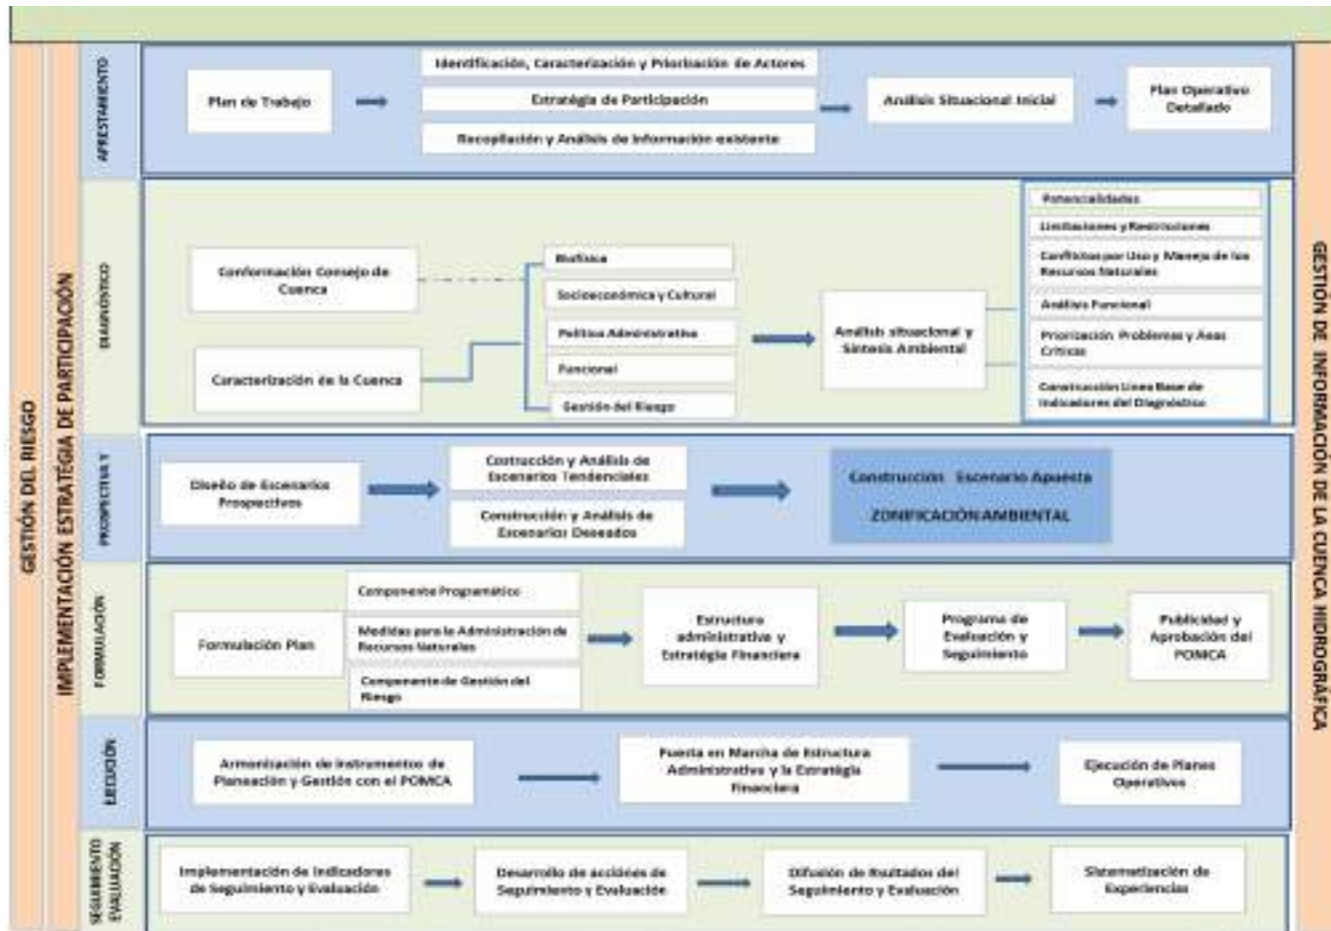 GESTIÓN DEL RIESGO
IMPLEMENTACIÓN ESTRATÉGIA DE PARTICIPACIÓN
GESTIÓN DE INFORMACIÓN DE LA CUENCA HIDROGRÁFICA
APRESTAMIENTO
Plan de Trabajo
Identificación, Caracterización y Priorización de Actores
Estratégia de Participación
Recopilación y Análisis de Información existente
Análisis Situacional Inicial
Plan Operativo
Detallado
DIAGNÓSTICO
Conformación Consejo de
Cuenca
Caracterización de la Cuenca
Biofísica
Socioeconómica y Cultural
Política Administrativa
Funcional
Gestión del Riesgo
Análisis situacional y
Síntesis Ambiental
Potencialidades
Limitaciones y Restricciones
Conflictos por Uso y Manejo de los
Recursos Naturales
Análisis Funcional
Priorización Problemas y Áeas
Críticas
Construcción Línea Base de
Indicadores del Diagnóstico
PROSPECTIVA Y
Diseño de Escenarios
Prospectivos
Costrucción y Análisis de
Escenarios Tendenciales
Construcción y Análisis de
Escenarios Deseados
Construcción Escenario Apuesta
ZONIFICACIÓN AMBIENTAL
FORMULACIÓN
Formulación Plan
Componente Programático
Medidas para la Administración de
Recursos Naturales
Componente de Gestión del
Riesgo
Estructura
administrativa y
Estratégia Financiera
Programa de
Evaluación y
Seguimiento
Publicidad y
Aprobación del
POMCA
EJECUCIÓN
Armonización de Instrumentos de
Planeación y Gestión con el POMCA
Puesta en Marcha de Estructura
Administrativa y la Estratégia
Financiera
Ejecución de Planes
Operativos
SEGUIMIENTO
EVALUACIÓN
Implementación de Indicadores
de Seguimiento y Evaluación
Desarrollo de acciónes de
Seguimiento y Evaluación
Difusión de Rsultados del
Seguimiento y Evaluación
Sistematización de
Experiencias